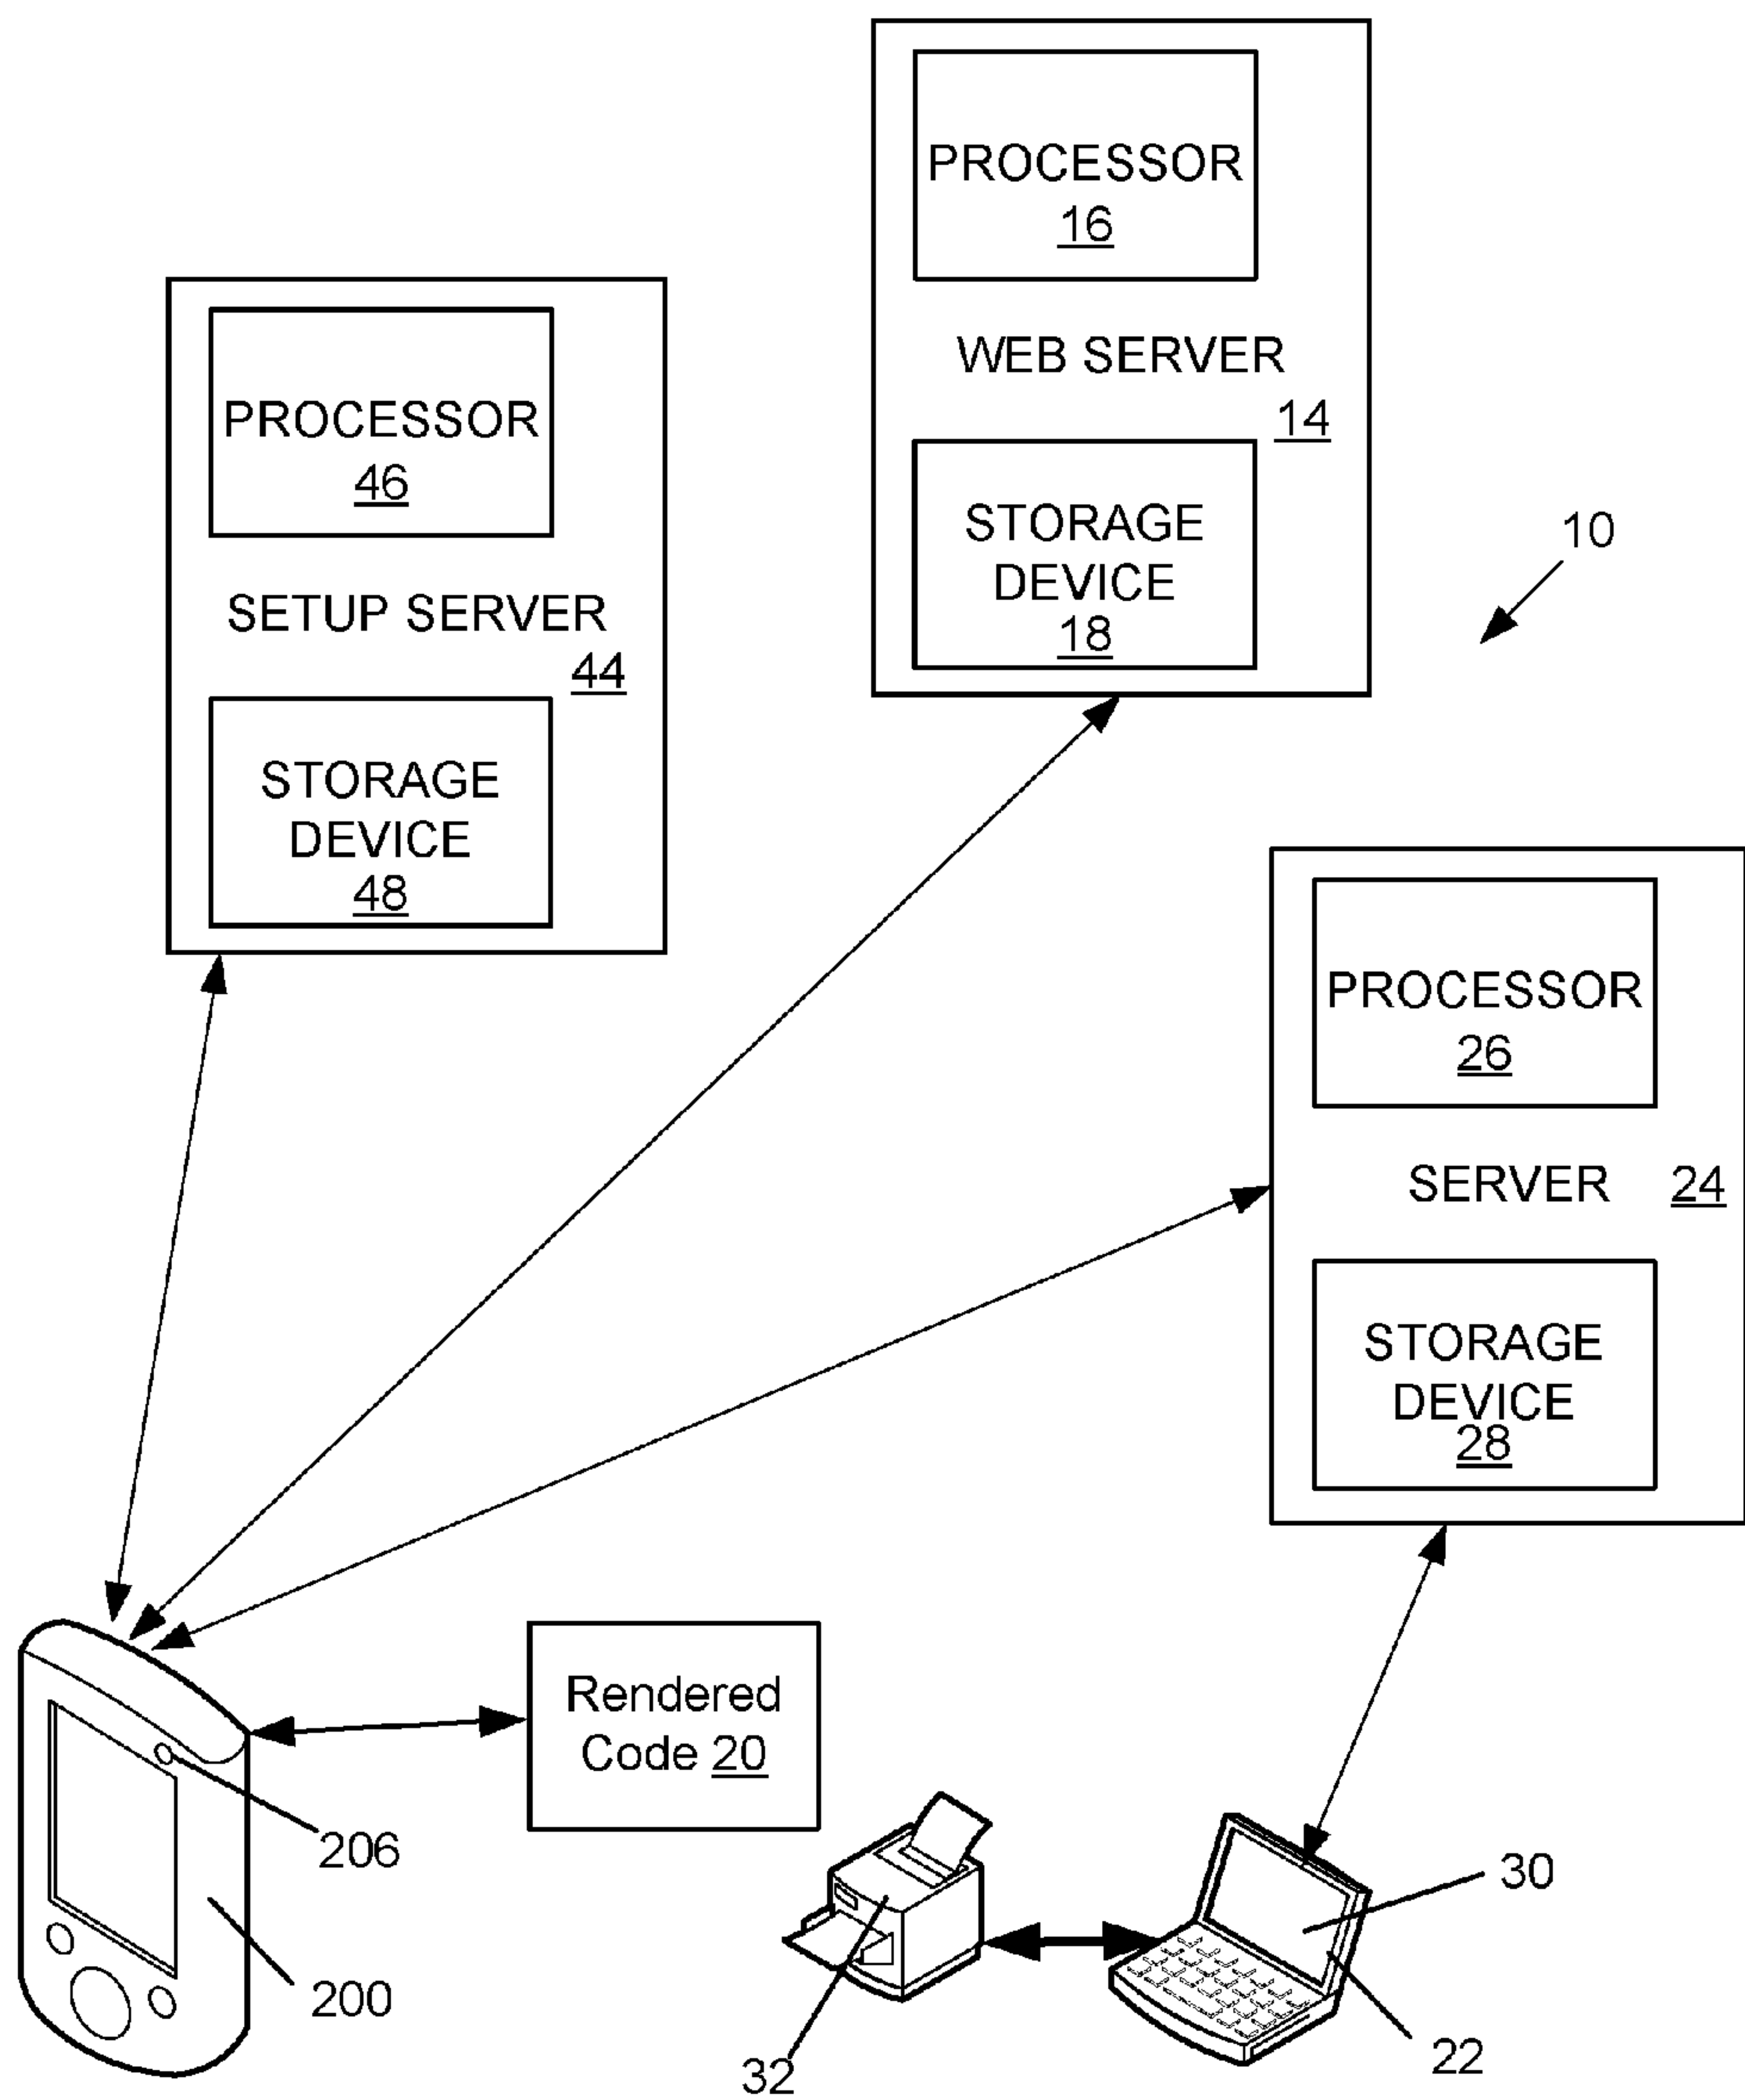 PROCESSOR
16
WEB SERVER
14
STORAGE
DEVICE
18
PROCESSOR
46
SETUP SERVER
44
STORAGE
DEVICE
48
10
PROCESSOR
26
SERVER 24
STORAGE
DEVICE
28
Rendered
Code 20
206
200
32
30
22